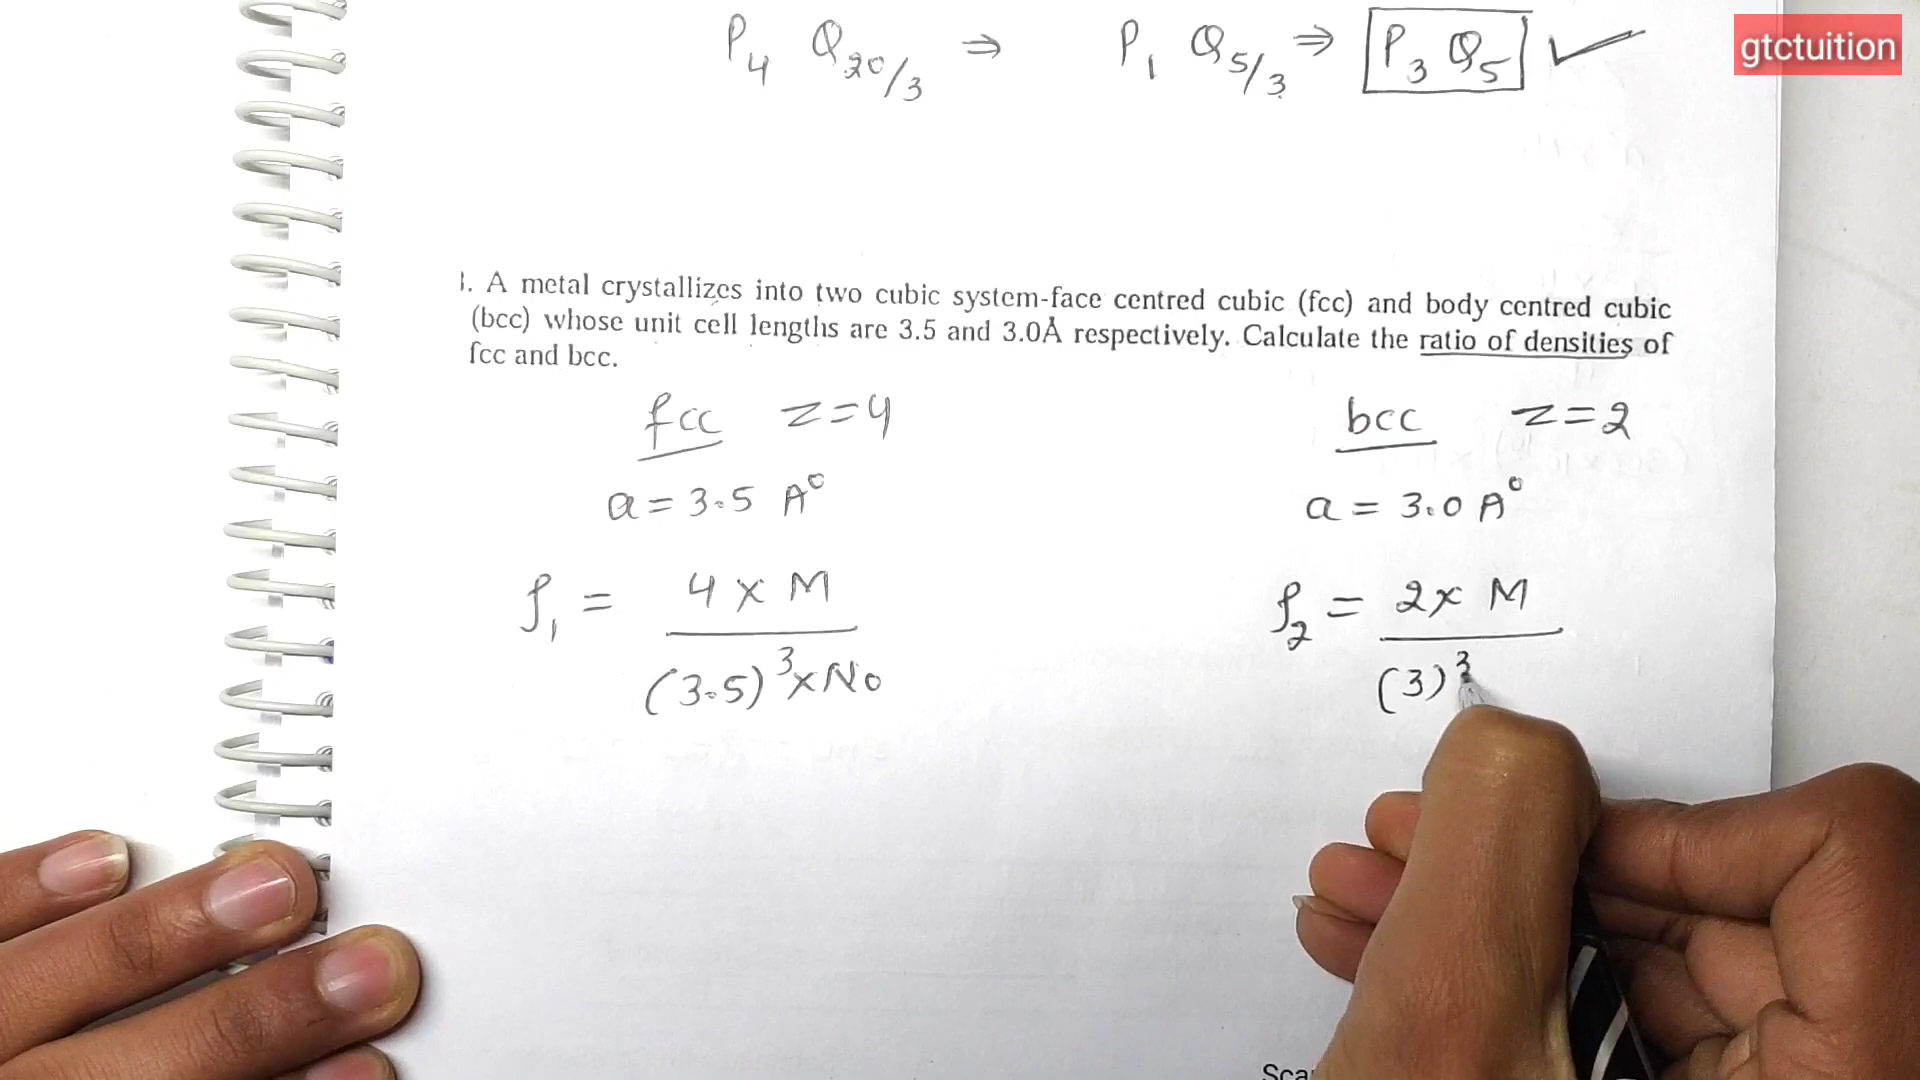 gtctuition
P₄ Q₂₀/₃ ⇒ P₁ Q₅/₃ ⇒ P₃ Q₅ ✓
. A metal crystallizes into two cubic system-face centred cubic (fcc) and body centred cubic
(bcc) whose unit cell lengths are 3.5 and 3.0Å respectively. Calculate the ratio of densities of
fcc and bcc.
fcc z=4
a = 3.5 A°
ρ₁ = 4 x M / (3.5)³ x No
bcc z=2
a = 3.0 A°
ρ₂ = 2x M / (3)³